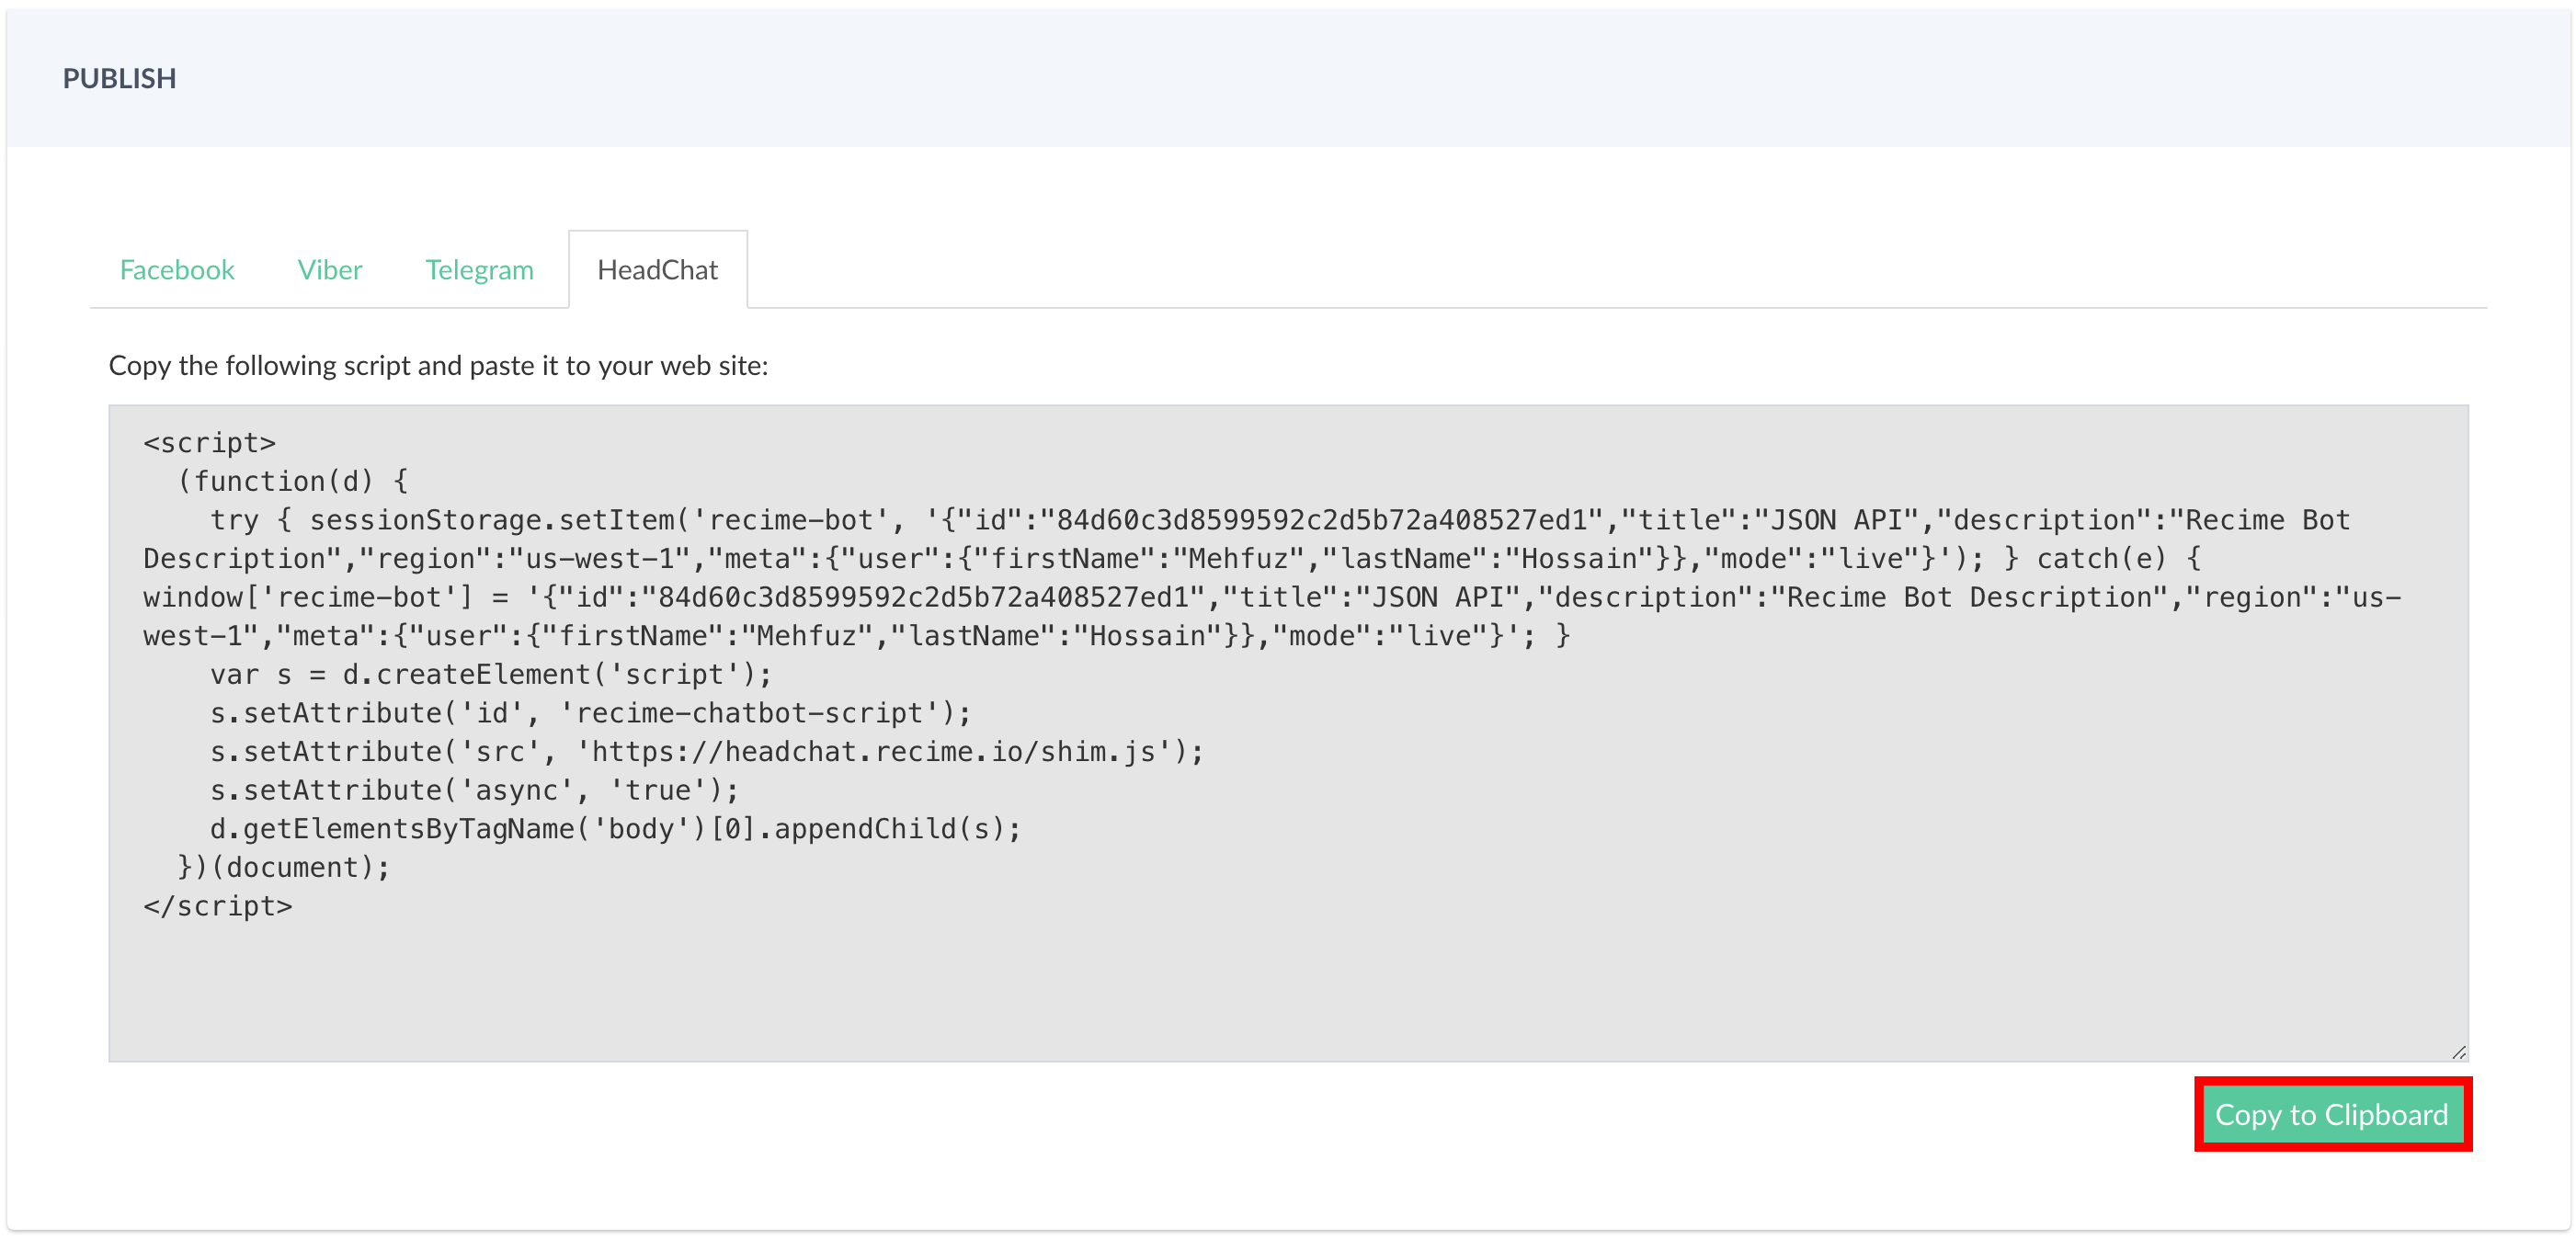 PUBLISH
Facebook Viber Telegram HeadChat
Copy the following script and paste it to your web site:
<script>
  (function(d) {
    try { sessionStorage.setItem('recime-bot', '{"id":"84d60c3d8599592c2d5b72a408527ed1","title":"JSON API","description":"Recime Bot
Description","region":"us-west-1","meta":{"user":{"firstName":"Mehfuz","lastName":"Hossain"}},"mode":"live"}'); } catch(e) {
window['recime-bot'] = '{"id":"84d60c3d8599592c2d5b72a408527ed1","title":"JSON API","description":"Recime Bot Description","region":"us-
west-1","meta":{"user":{"firstName":"Mehfuz","lastName":"Hossain"}},"mode":"live"}'; }
    var s = d.createElement('script');
    s.setAttribute('id', 'recime-chatbot-script');
    s.setAttribute('src', 'https://headchat.recime.io/shim.js');
    s.setAttribute('async', 'true');
    d.getElementsByTagName('body')[0].appendChild(s);
  })(document);
</script>
Copy to Clipboard